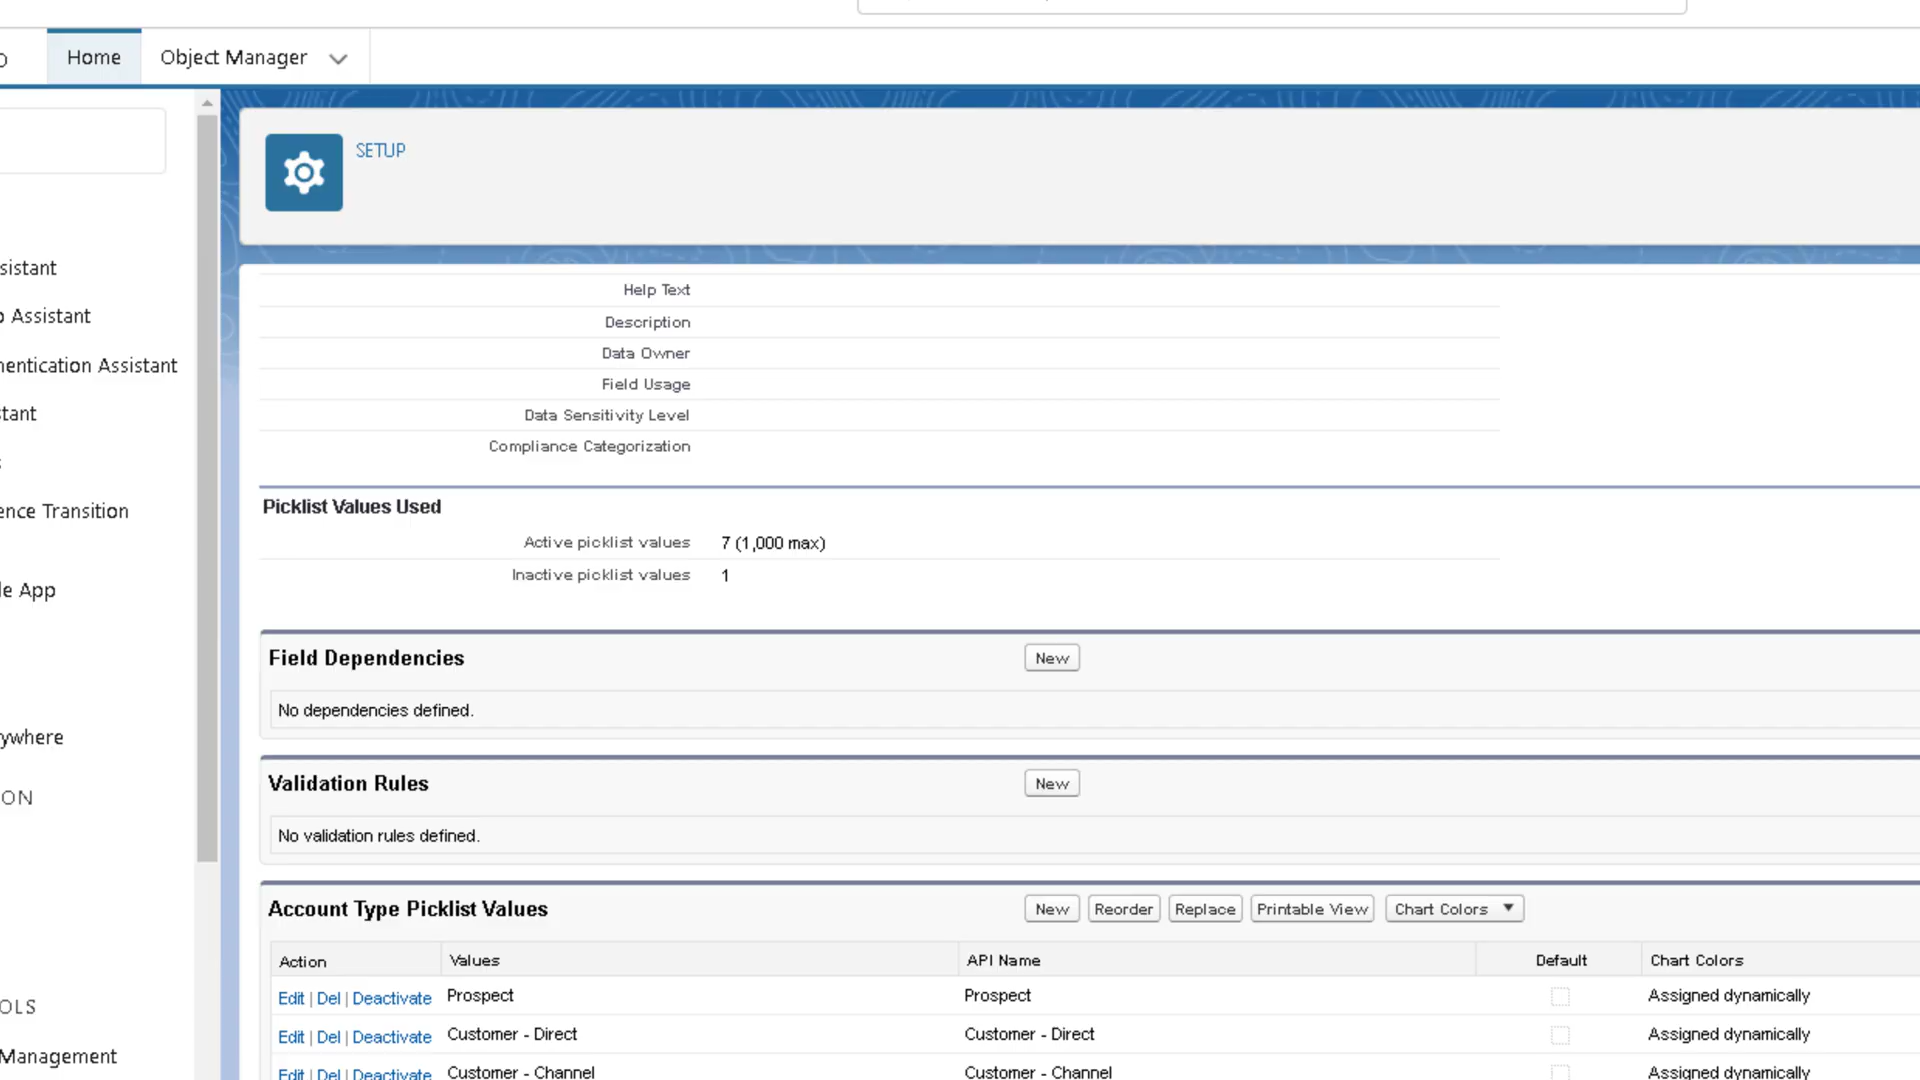 Home
Object Manager
SETUP
sistant
Assistant
entication Assistant
tant
ence Transition
le App
ywhere
ON
OLS
Management
Help Text
Description
Data Owner
Field Usage
Data Sensitivity Level
Compliance Categorization
Picklist Values Used
Active picklist values 7 (1,000 max)
Inactive picklist values 1
Field Dependencies New
No dependencies defined.
Validation Rules New
No validation rules defined.
Account Type Picklist Values New Reorder Replace Printable View Chart Colors
Action Values API Name Default Chart Colors
Edit | Del | Deactivate Prospect Prospect Assigned dynamically
Edit | Del | Deactivate Customer - Direct Customer - Direct Assigned dynamically
Edit | Del | Deactivate Customer - Channel Customer - Channel Assigned dynamically